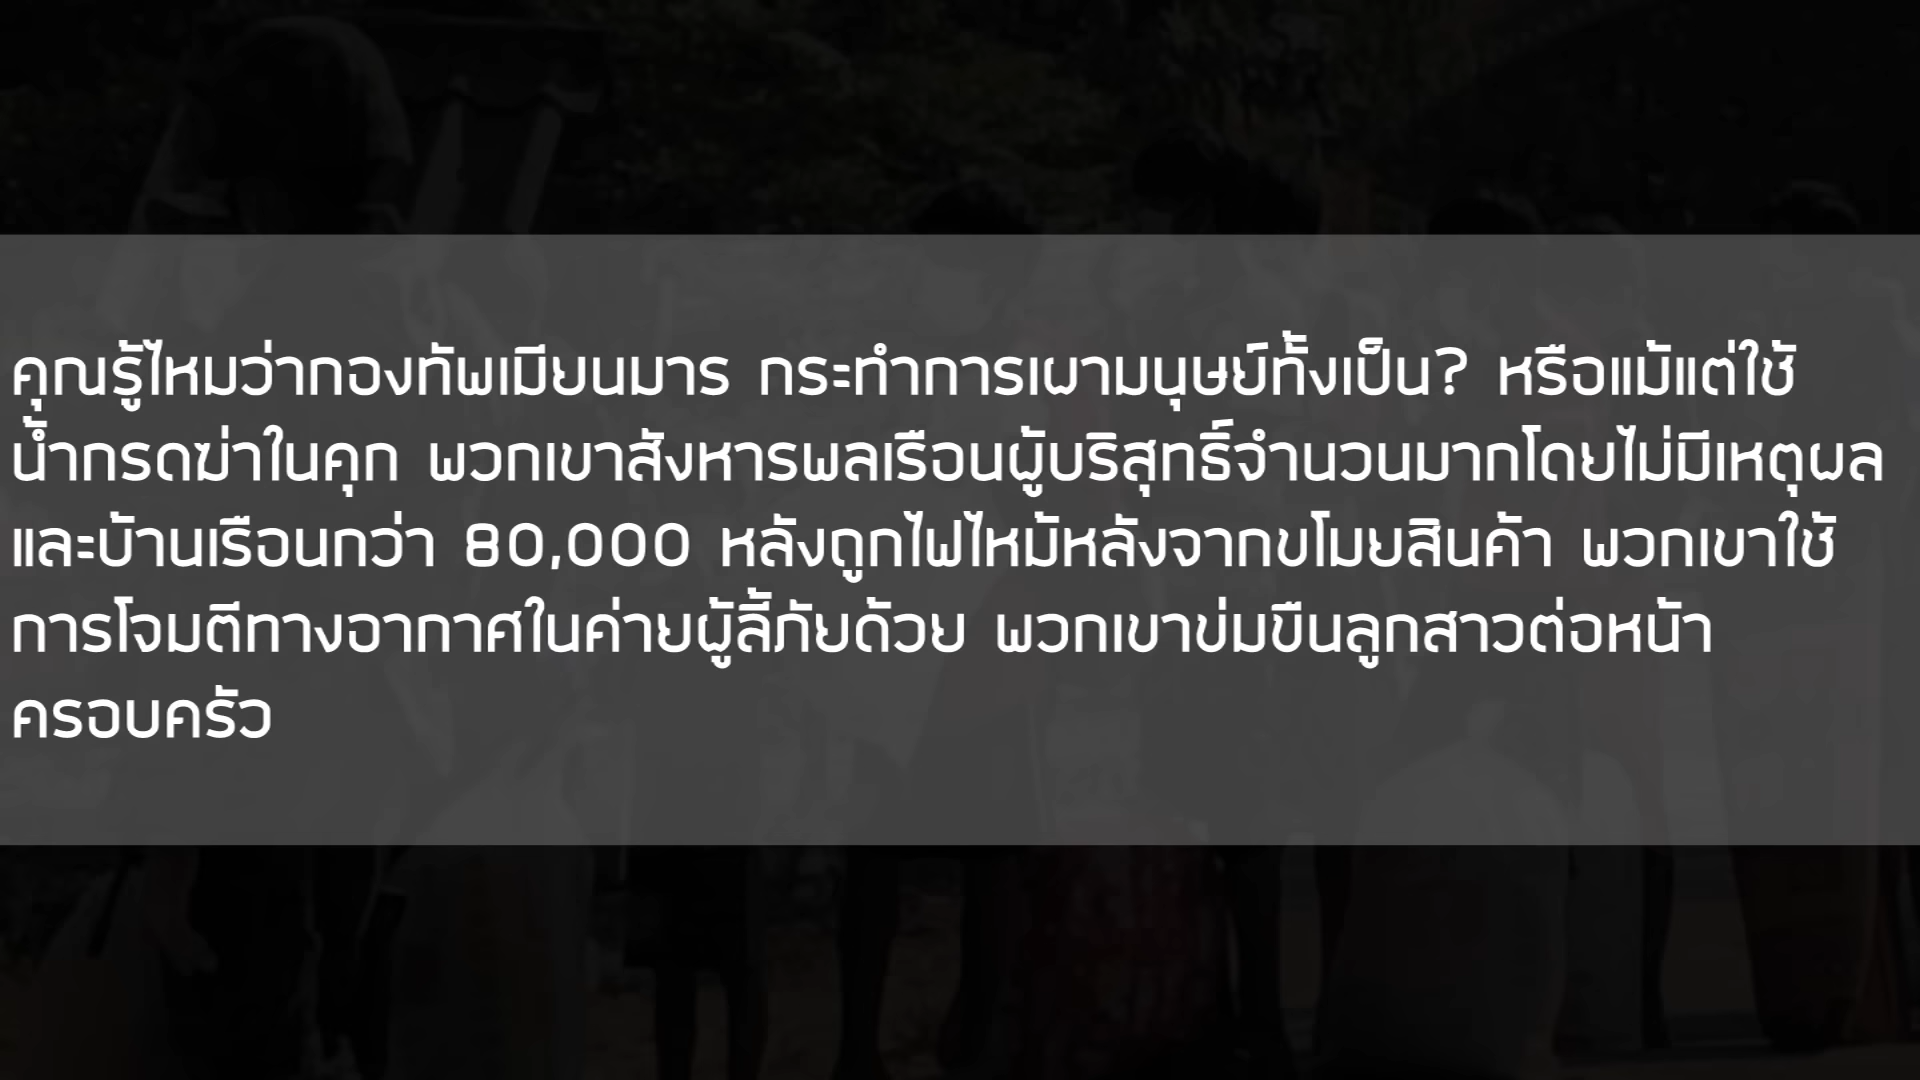 คุณรู้ไหมว่ากองทัพเมียนมาร กระทำการเผามนุษย์ทั้งเป็น? หรือแม้แต่ใช้
น้ำกรดฆ่าในคุก พวกเขาสังหารพลเรือนผู้บริสุทธิ์จำนวนมากโดยไม่มีเหตุผล
และบ้านเรือนกว่า 80,000 หลังถูกไฟไหม้หลังจากขโมยสินค้า พวกเขาใช้
การโจมตีทางอากาศในค่ายผู้ลี้ภัยด้วย พวกเขาข่มขืนลูกสาวต่อหน้า
ครอบครัว